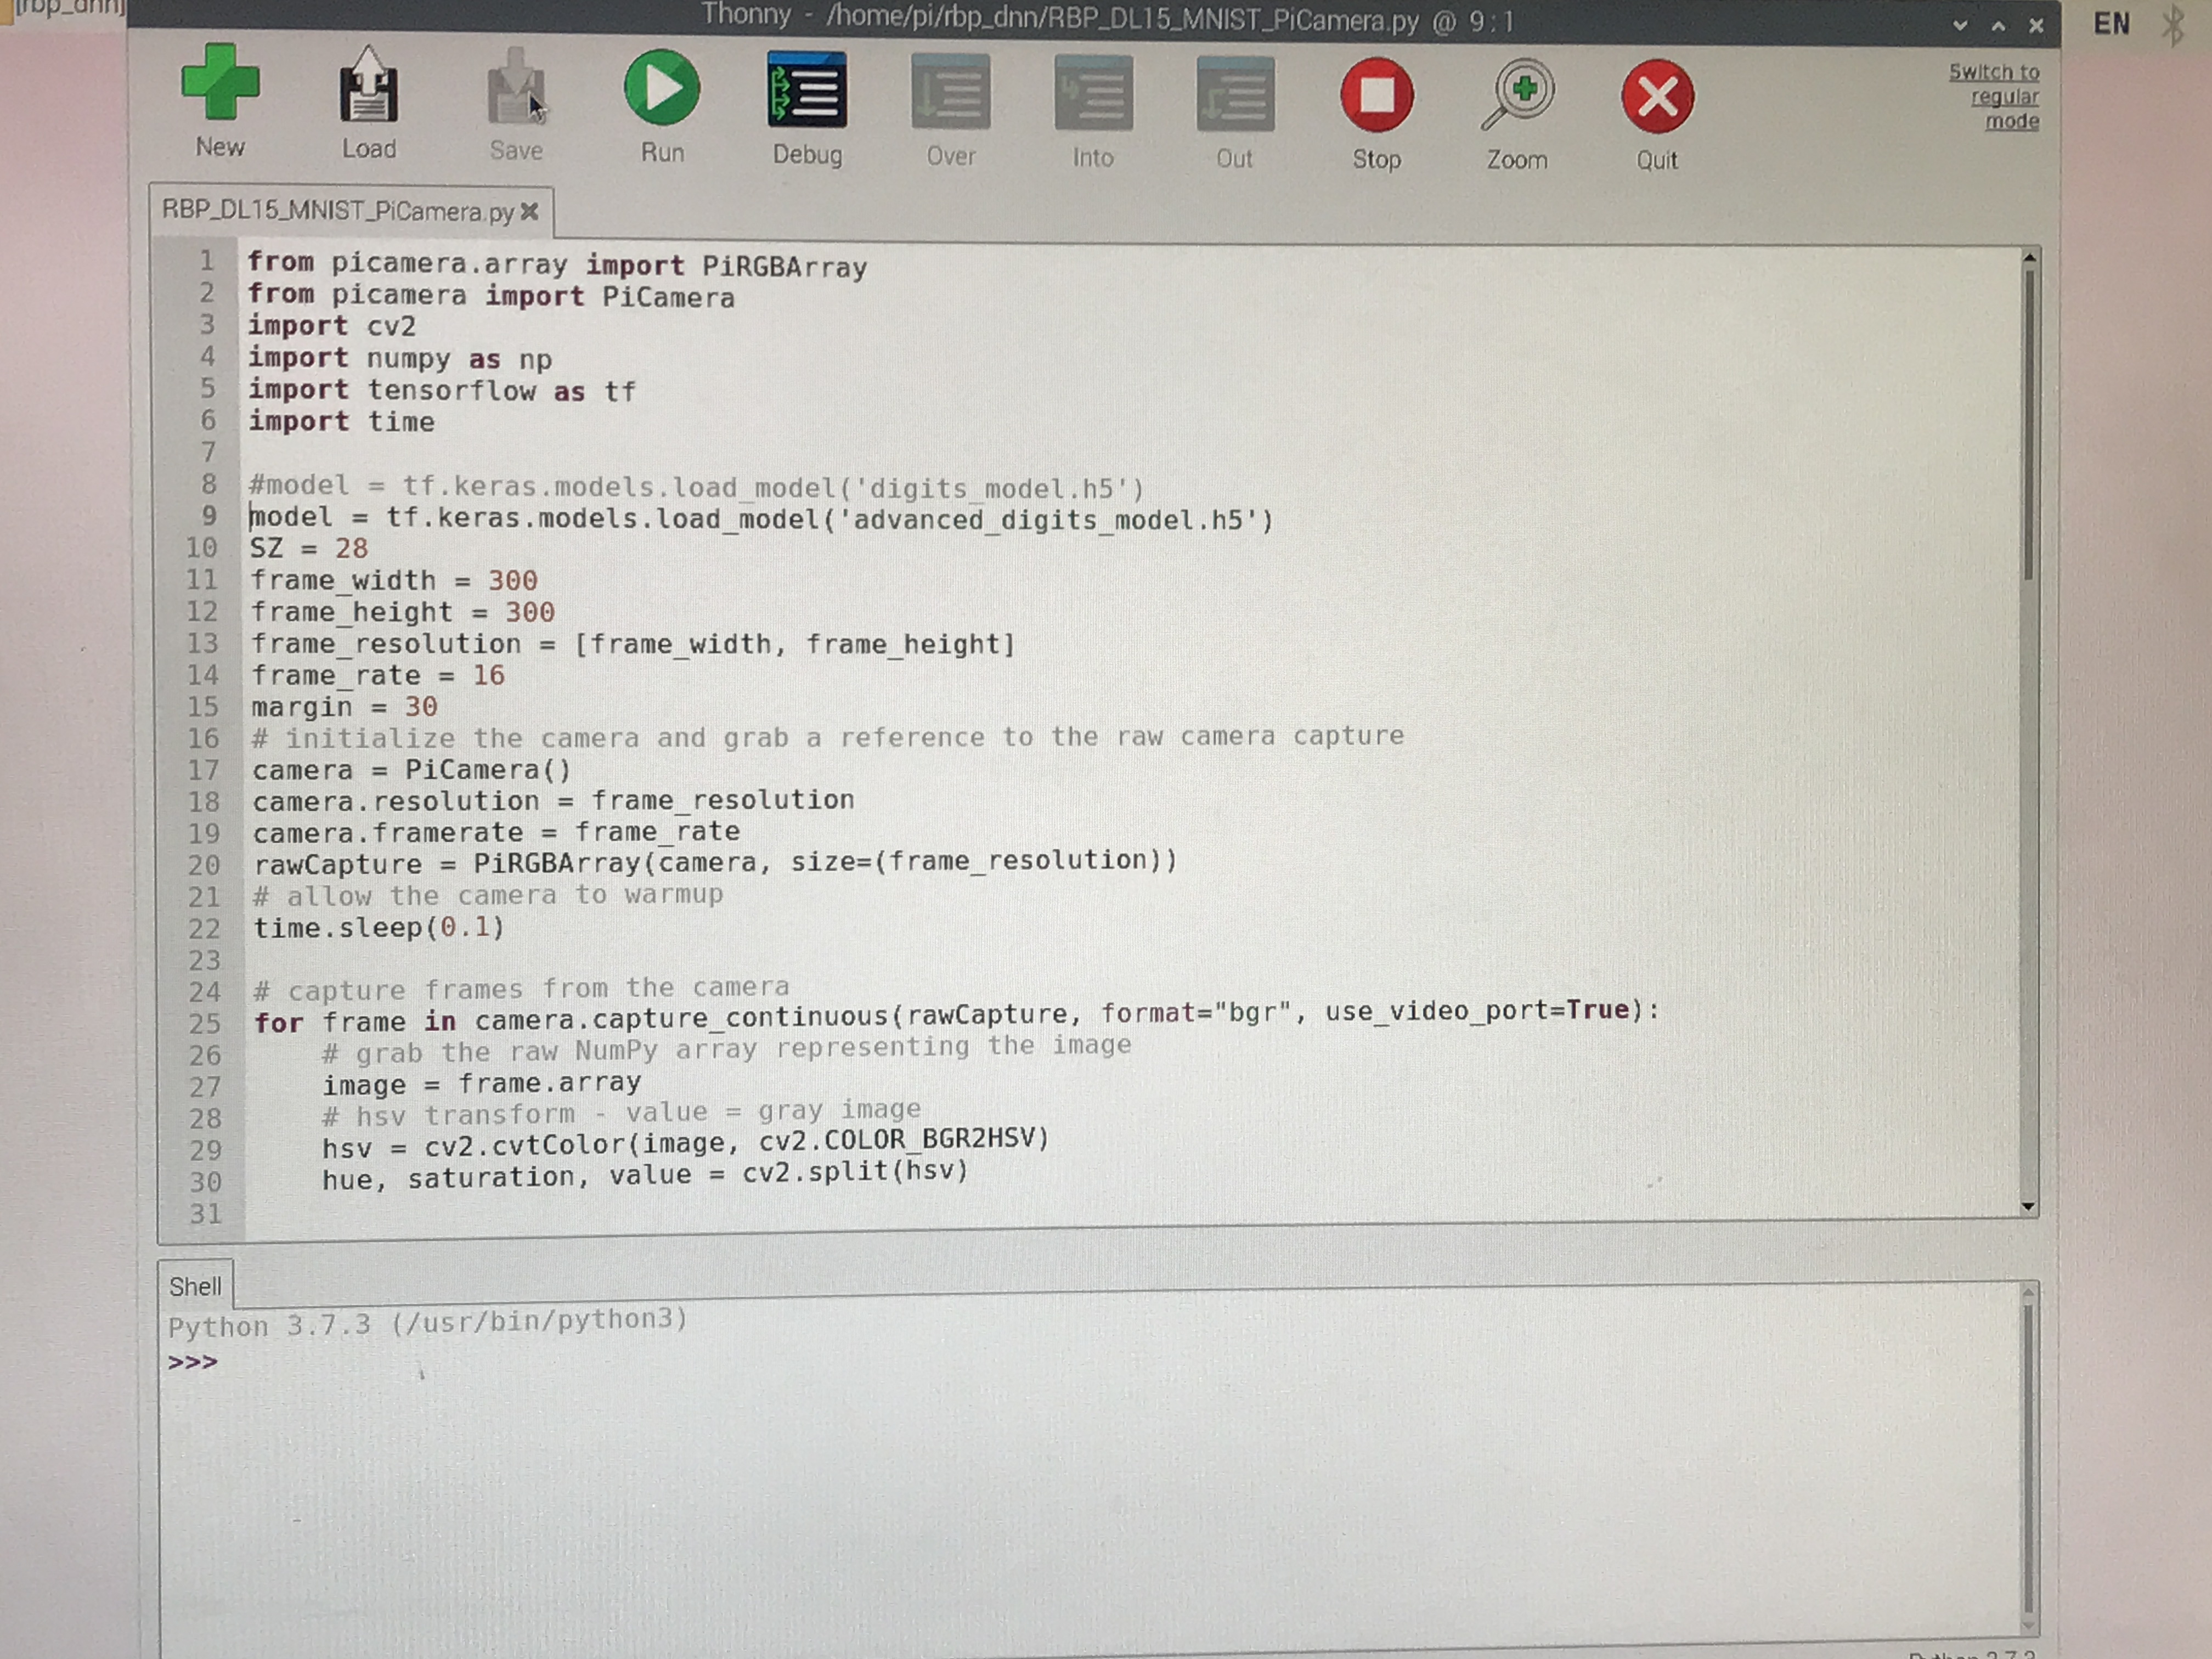 [rbp_dnn]
Thonny - /home/pi/rbp_dnn/RBP_DL15_MNIST_PiCamera.py @ 9:1
EN
New
Load
Save
Run
Debug
Over
Into
Out
Stop
Zoom
Quit
Switch to
regular
mode
RBP_DL15_MNIST_PiCamera.py
1 from picamera.array import PiRGBArray
2 from picamera import PiCamera
3 import cv2
4 import numpy as np
5 import tensorflow as tf
6 import time
7
8 #model = tf.keras.models.load_model('digits_model.h5')
9 model = tf.keras.models.load_model('advanced_digits_model.h5')
10 SZ = 28
11 frame_width = 300
12 frame_height = 300
13 frame_resolution = [frame_width, frame_height]
14 frame_rate = 16
15 margin = 30
16 # initialize the camera and grab a reference to the raw camera capture
17 camera = PiCamera()
18 camera.resolution = frame_resolution
19 camera.framerate = frame_rate
20 rawCapture = PiRGBArray(camera, size=(frame_resolution))
21 # allow the camera to warmup
22 time.sleep(0.1)
23
24 # capture frames from the camera
25 for frame in camera.capture_continuous(rawCapture, format="bgr", use_video_port=True):
26     # grab the raw NumPy array representing the image
27     image = frame.array
28     # hsv transform - value = gray image
29     hsv = cv2.cvtColor(image, cv2.COLOR_BGR2HSV)
30     hue, saturation, value = cv2.split(hsv)
31
Shell
Python 3.7.3 (/usr/bin/python3)
>>>